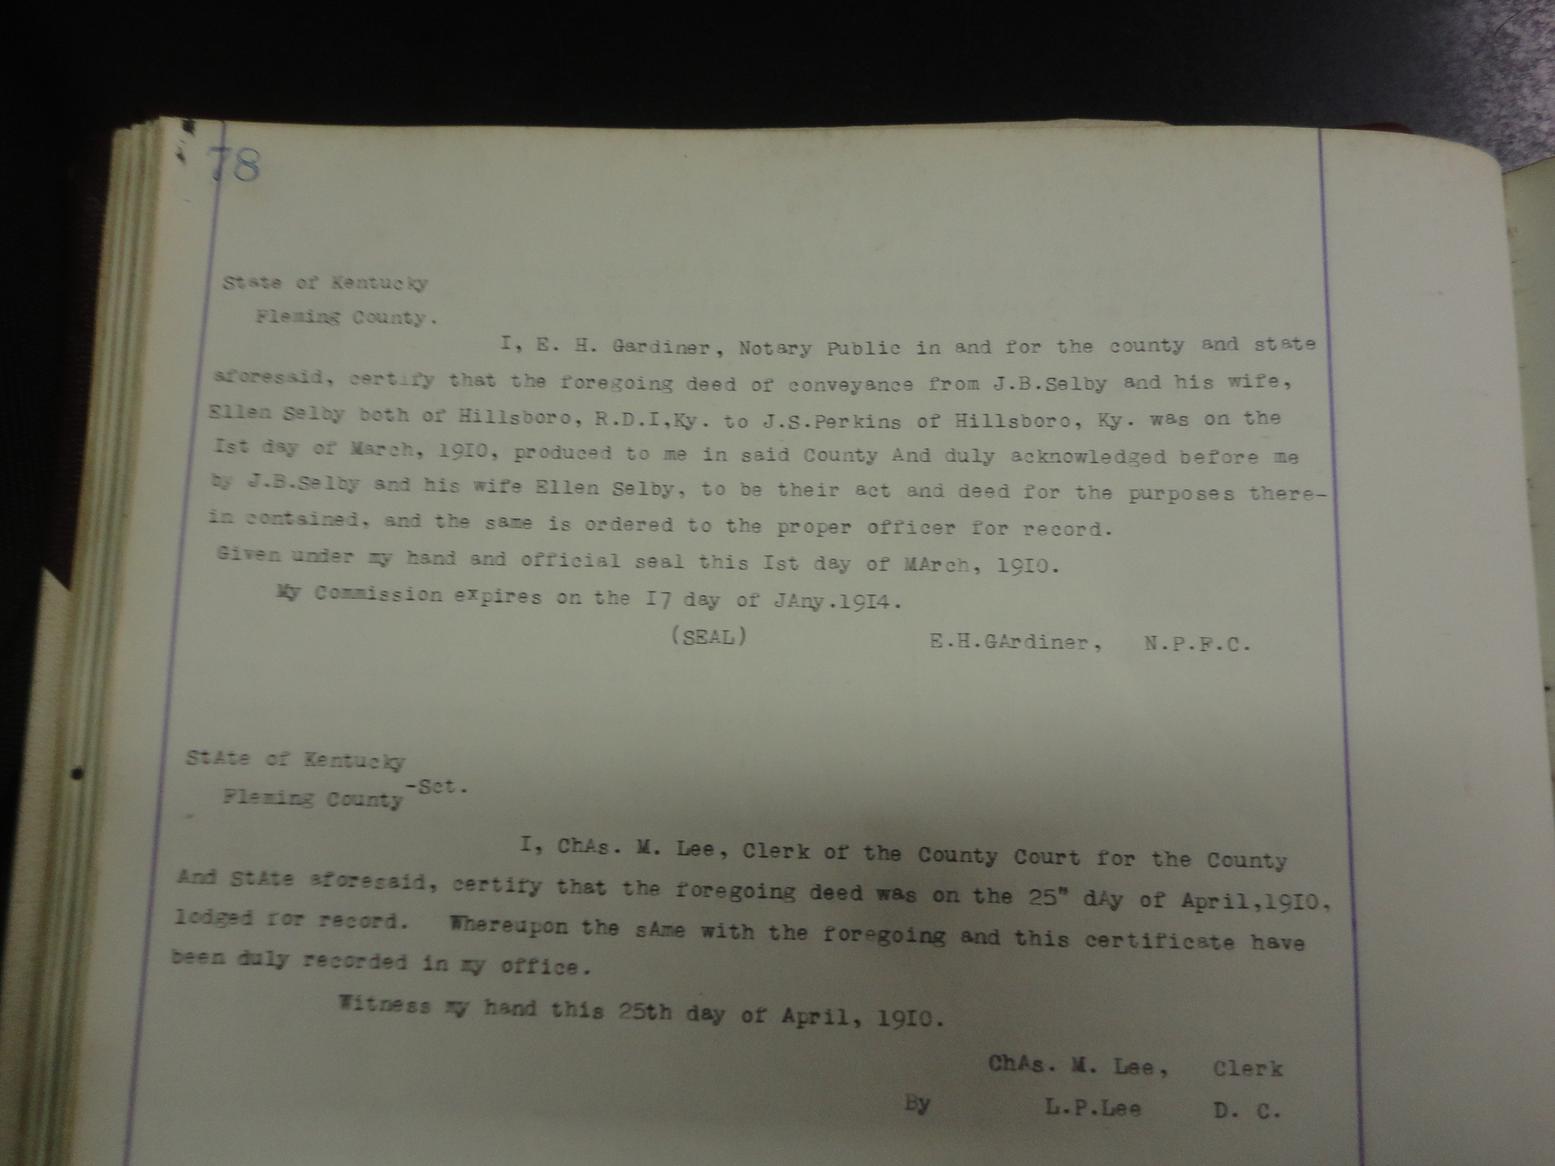 78
State of Kentucky
Fleming County.
I, E. H. Gardiner, Notary Public in and for the county and state
aforesaid, certify that the foregoing deed of conveyance from J.B.Selby and his wife,
Ellen Selby both of Hillsboro, R.D.I,Ky. to J.S.Perkins of Hillsboro, Ky. was on the
Ist day of March, 19I0, produced to me in said County And duly acknowledged before me
by J.B.Selby and his wife Ellen Selby, to be their act and deed for the purposes there-
in contained, and the same is ordered to the proper officer for record.
Given under my hand and official seal this Ist day of MArch, 19I0.
My Commission expires on the I7 day of JAny.19I4.
(SEAL) E.H.GArdiner, N.P.F.C.
StAte of Kentucky
-Sct.
Fleming County
I, ChAs. M. Lee, Clerk of the County Court for the County
And StAte aforesaid, certify that the foregoing deed was on the 25" dAy of April,19I0,
lodged for record. Whereupon the sAme with the foregoing and this certificate have
been duly recorded in my office.
Witness my hand this 25th day of April, 19I0.
ChAs. M. Lee, Clerk
By L.P.Lee D. C.